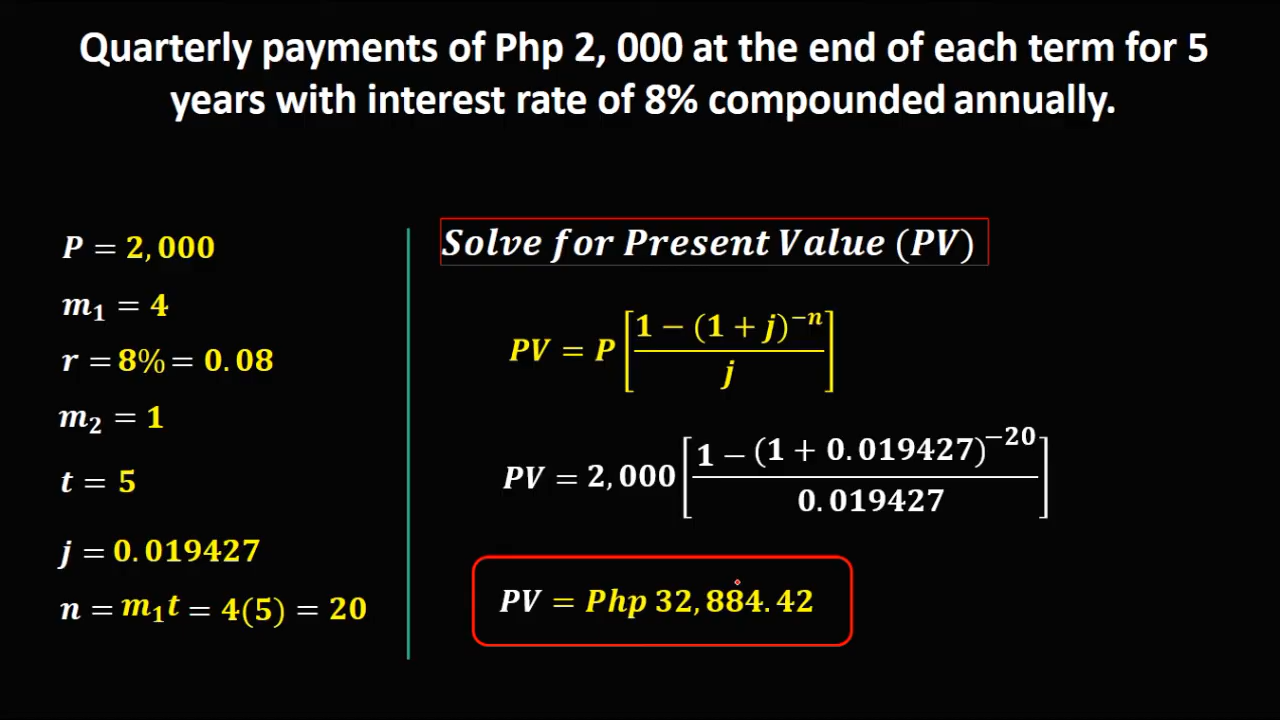 Quarterly payments of Php 2, 000 at the end of each term for 5
years with interest rate of 8% compounded annually.
P = 2, 000
m₁ = 4
r = 8% = 0. 08
m₂ = 1
t = 5
j = 0. 019427
n = m₁t = 4(5) = 20
Solve for Present Value (PV)
PV = P [ 1 − (1 + j)⁻ⁿ / j ]
PV = 2, 000 [ 1 − (1 + 0. 019427)⁻²⁰ / 0. 019427 ]
PV = Php 32, 884. 42